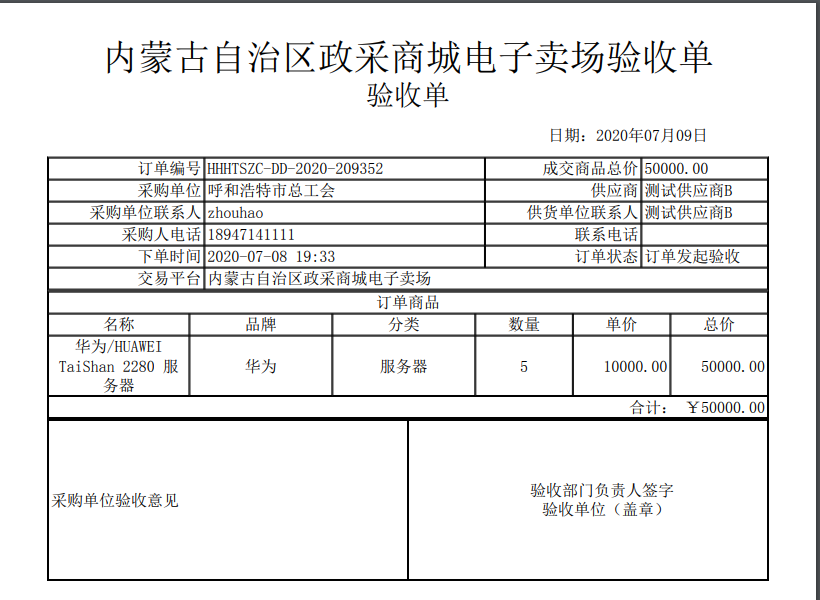 内蒙古自治区政采商城电子卖场验收单
验收单
日期：2020年07月09日
订单编号 HHHTSZC-DD-2020-209352 成交商品总价 50000.00
采购单位 呼和浩特市总工会 供应商 测试供应商B
采购单位联系人 zhouhao 供货单位联系人 测试供应商B
采购人电话 18947141111 联系电话
下单时间 2020-07-08 19:33 订单状态 订单发起验收
交易平台 内蒙古自治区政采商城电子卖场
订单商品
名称 品牌 分类 数量 单价 总价
华为/HUAWEI
TaiShan 2280 服 华为 服务器 5 10000.00 50000.00
务器
合计： ￥50000.00
采购单位验收意见
验收部门负责人签字
验收单位（盖章）